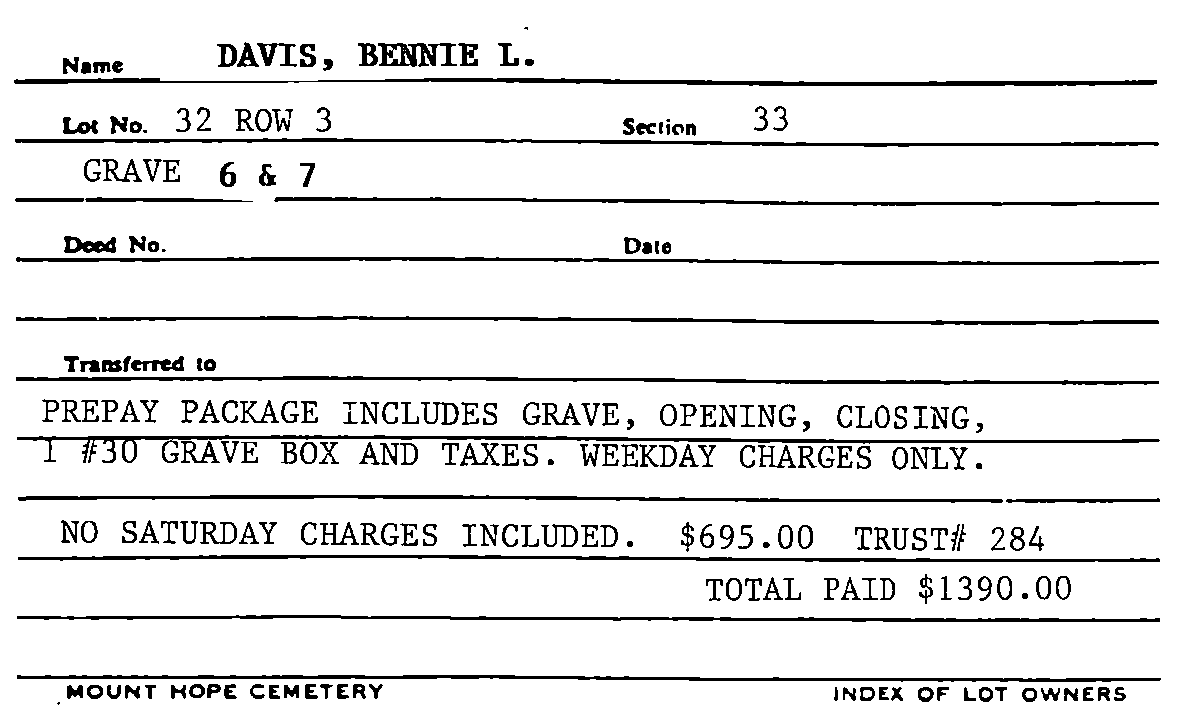 Name DAVIS, BENNIE L.
Lot No. 32 ROW 3 Section 33
GRAVE 6 & 7
Deed No. Date
Transferred to
PREPAY PACKAGE INCLUDES GRAVE, OPENING, CLOSING,
1 #30 GRAVE BOX AND TAXES. WEEKDAY CHARGES ONLY.
NO SATURDAY CHARGES INCLUDED. $695.00 TRUST# 284
TOTAL PAID $1390.00
MOUNT HOPE CEMETERY INDEX OF LOT OWNERS